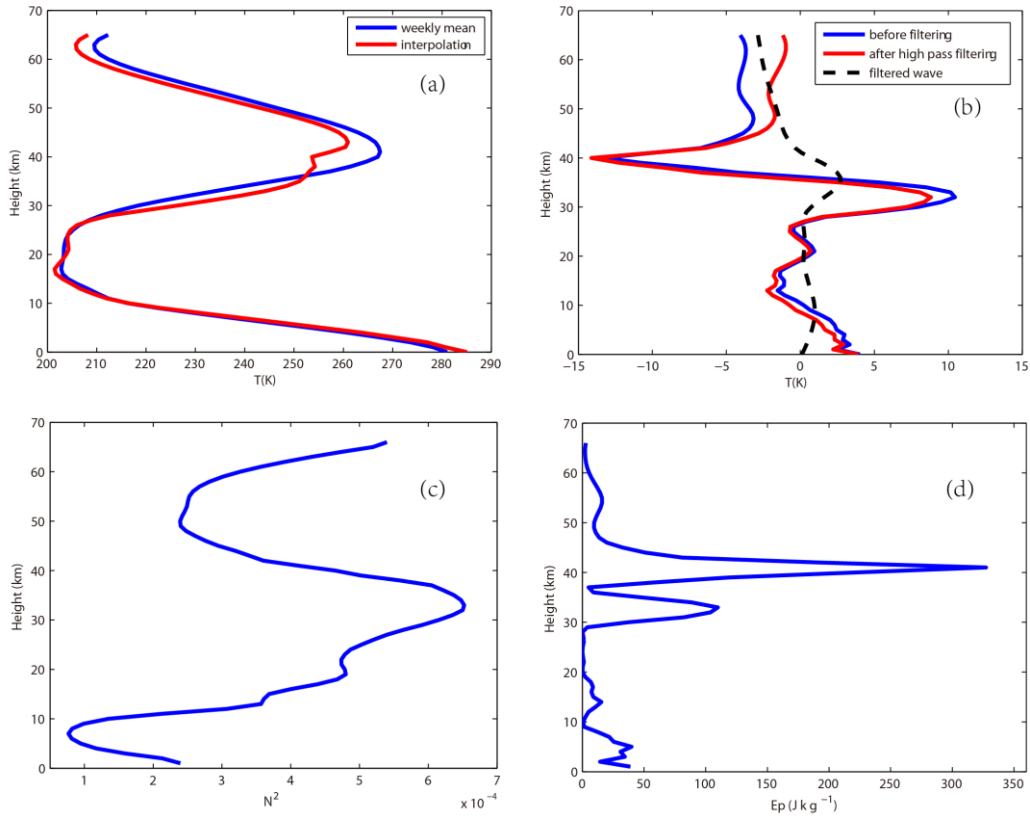 70
60
50
40
30
20
10
0
Height (km)
200 210 220 230 240 250 260 270 280 290
T(K)
weekly mean
interpolation
(a)
70
60
50
40
30
20
10
0
Height (km)
−15 −10 −5 0 5 10 15
T(K)
before filtering
after high pass filtering
filtered wave
(b)
70
60
50
40
30
20
10
0
Height (km)
1 2 3 4 5 6 7
N²
x 10⁻⁴
(c)
70
60
50
40
30
20
10
0
Height (km)
0 50 100 150 200 250 300 350
Ep (J k g⁻¹)
(d)